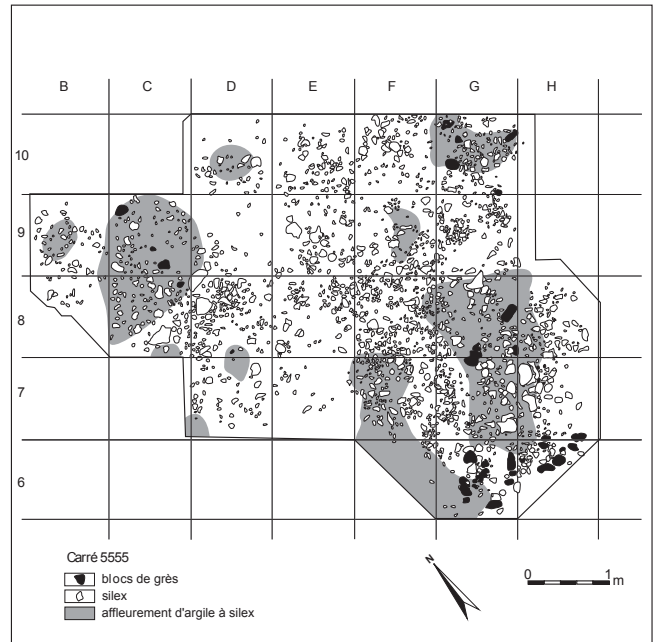 B C D E F G H
10
9
8
7
6
Carré 5555
blocs de grès
silex
affleurement d'argile à silex
N
0 1 m